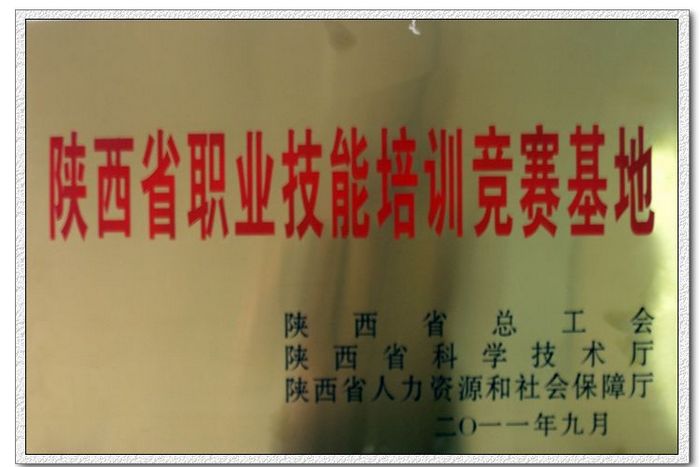 陕西省职业技能培训竞赛基地
陕西省总工会
陕西省科学技术厅
陕西省人力资源和社会保障厅
二〇一一年九月